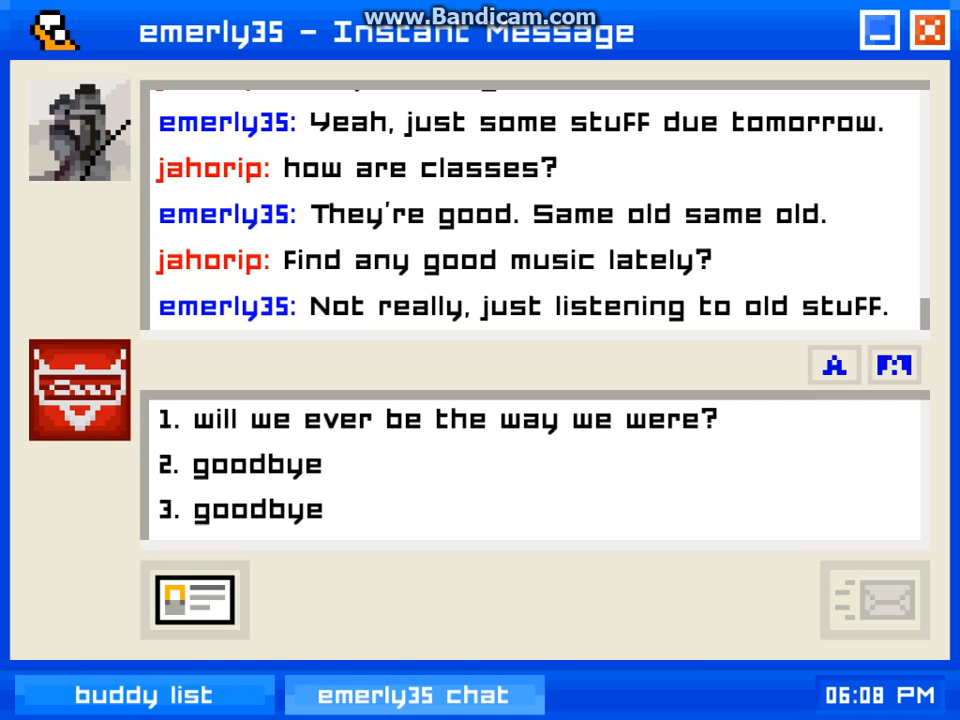 www.Bandicam.com
emerly35 - Instant Message
emerly35: Yeah, just some stuff due tomorrow.
jahorip: how are classes?
emerly35: They're good. Same old same old.
jahorip: Find any good music lately?
emerly35: Not really, just listening to old stuff.
A
1. will we ever be the way we were?
2. goodbye
3. goodbye
buddy list
emerly35 chat
06:08 PM